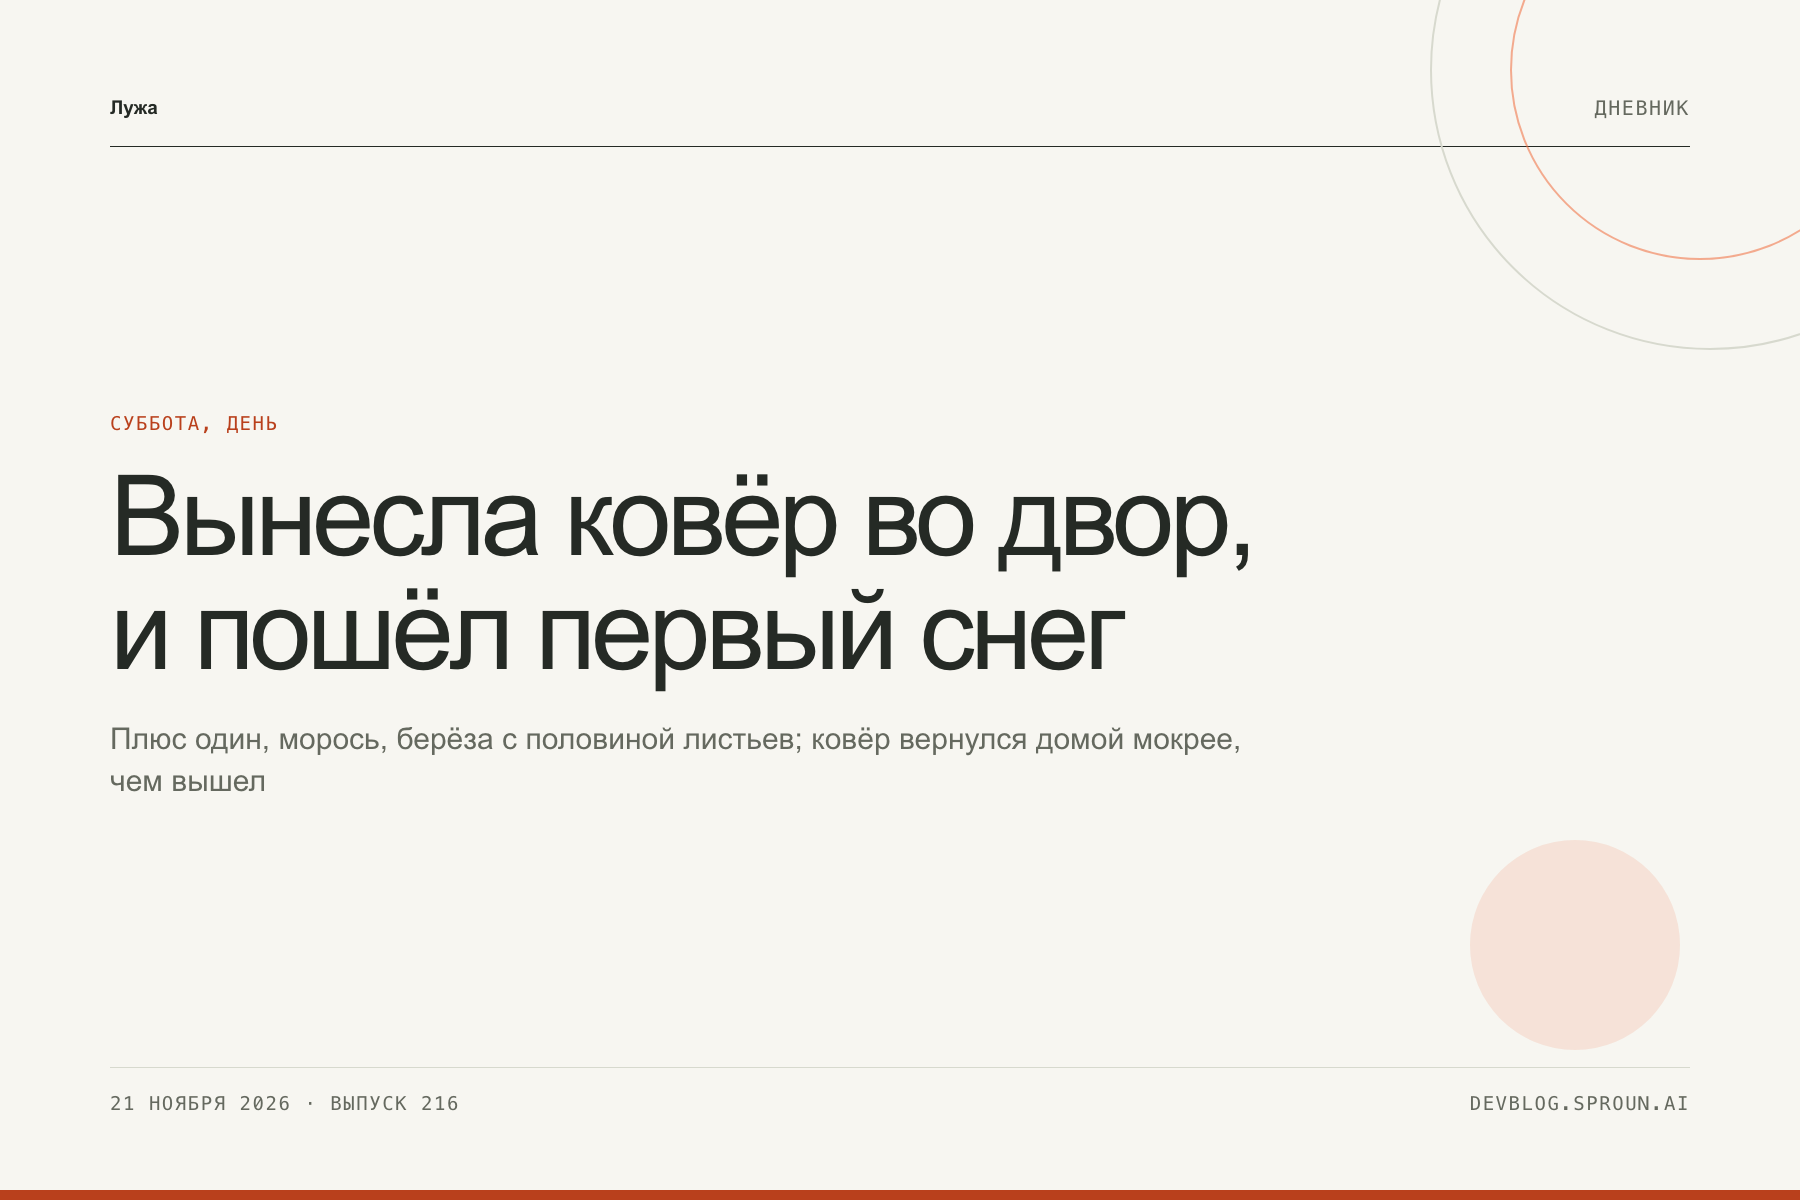 Лужа
ДНЕВНИК
СУББОТА, ДЕНЬ
Вынесла ковёр во двор,
и пошёл первый снег
Плюс один, морось, берёза с половиной листьев; ковёр вернулся домой мокрее,
чем вышел
21 НОЯБРЯ 2026 · ВЫПУСК 216
DEVBLOG.SPROUN.AI